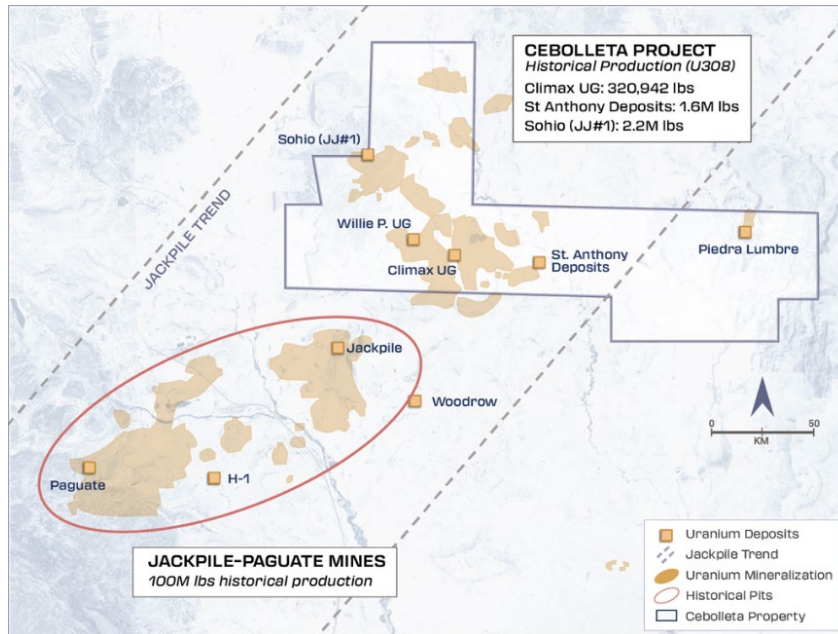 CEBOLLETA PROJECT
Historical Production (U308)
Climax UG: 320,942 lbs
St Anthony Deposits: 1.6M lbs
Sohio (JJ#1): 2.2M lbs
Sohio (JJ#1)
JACKPILE TREND
Willie P. UG
Climax UG
St. Anthony
Deposits
Piedra Lumbre
Jackpile
Woodrow
Paguate
H-1
0 50
KM
JACKPILE-PAGUATE MINES
100M lbs historical production
Uranium Deposits
Jackpile Trend
Uranium Mineralization
Historical Pits
Cebolleta Property